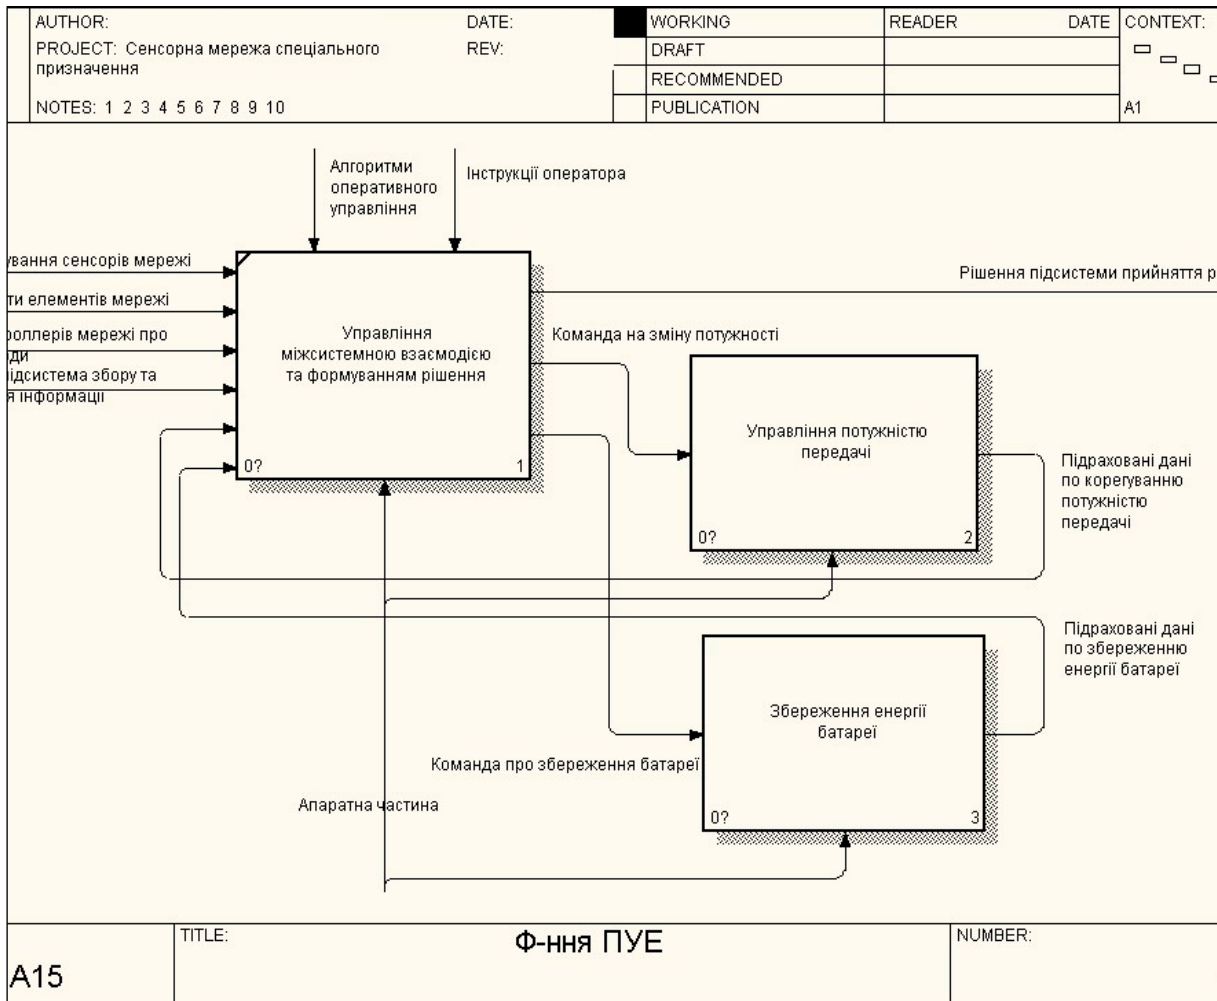 AUTHOR:
DATE:
WORKING
READER
DATE
CONTEXT:
PROJECT: Сенсорна мережа спеціального
призначення
REV:
DRAFT
RECOMMENDED
NOTES: 1 2 3 4 5 6 7 8 9 10
PUBLICATION
A1
Алгоритми
оперативного
управління
Інструкції оператора
ування сенсорів мережі
ти елементів мережі
роллерів мережі про
ди
підсистема збору та
я інформації
Рішення підсистеми прийняття р
Управління
міжсистемною взаємодією
та формуванням рішення
0?
1
Команда на зміну потужності
Управління потужністю
передачі
0?
2
Підраховані дані
по корегуванню
потужністю
передачі
Підраховані дані
по збереженню
енергії батареї
Збереження енергії
батареї
0?
3
Команда про збереження батареї
Апаратна частина
TITLE:
Ф-ння ПУЕ
NUMBER:
A15